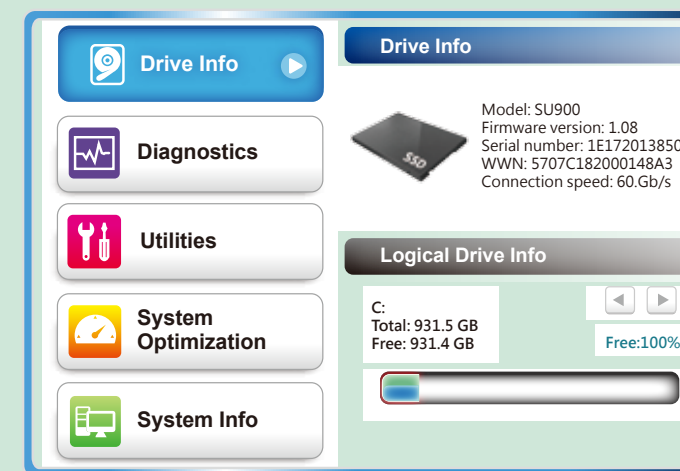 Drive Info
Diagnostics
Utilities
System
Optimization
System Info
Drive Info
SSD
Model: SU900
Firmware version: 1.08
Serial number: 1E172013850
WWN: 5707C182000148A3
Connection speed: 60.Gb/s
Logical Drive Info
C:
Total: 931.5 GB
Free: 931.4 GB
Free:100%